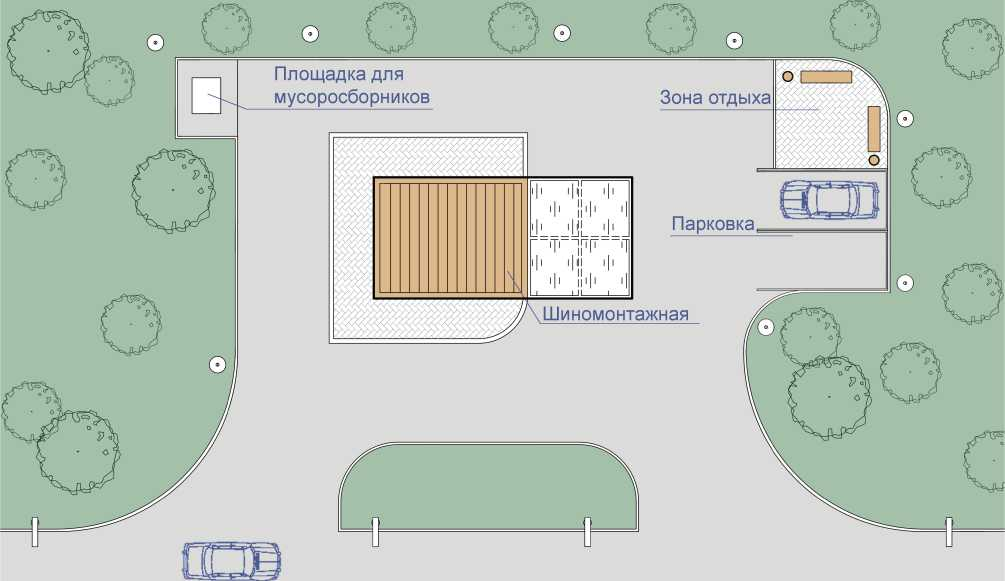 Площадка для
мусоросборников
Зона отдыха
Парковка
Шиномонтажная